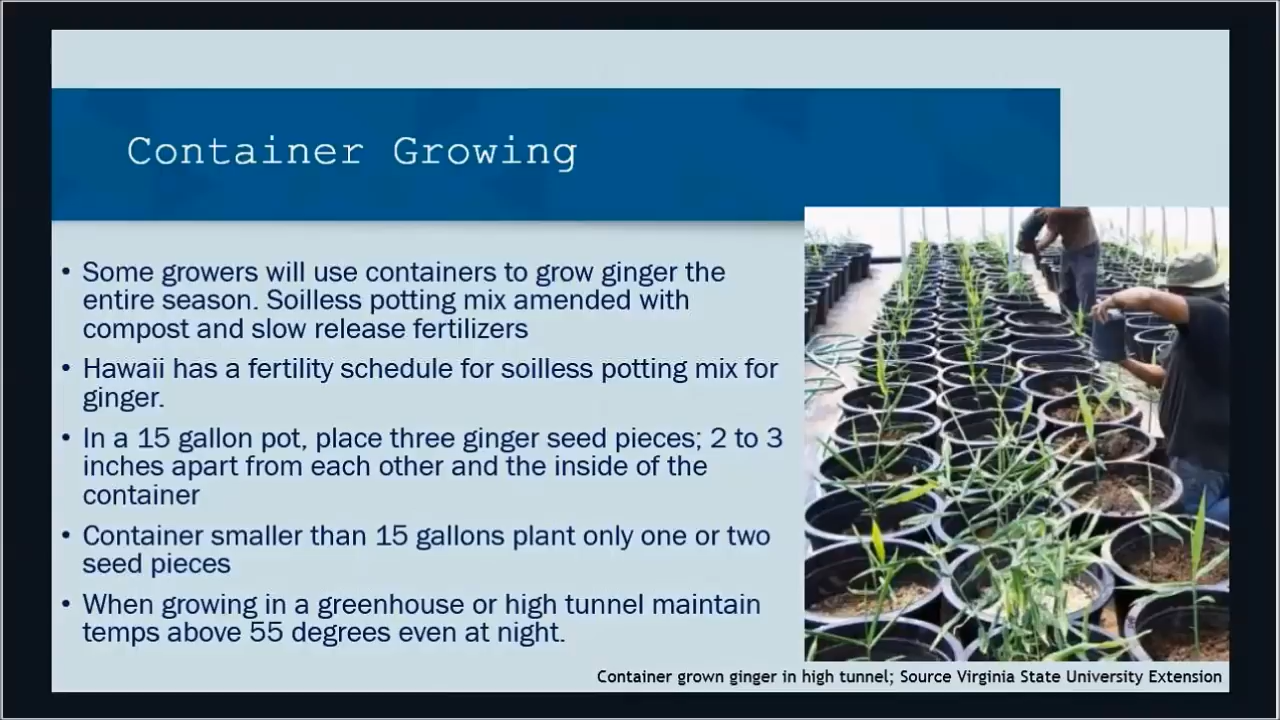 Container Growing
• Some growers will use containers to grow ginger the
entire season. Soilless potting mix amended with
compost and slow release fertilizers
• Hawaii has a fertility schedule for soilless potting mix for
ginger.
• In a 15 gallon pot, place three ginger seed pieces; 2 to 3
inches apart from each other and the inside of the
container
• Container smaller than 15 gallons plant only one or two
seed pieces
• When growing in a greenhouse or high tunnel maintain
temps above 55 degrees even at night.
Container grown ginger in high tunnel; Source Virginia State University Extension